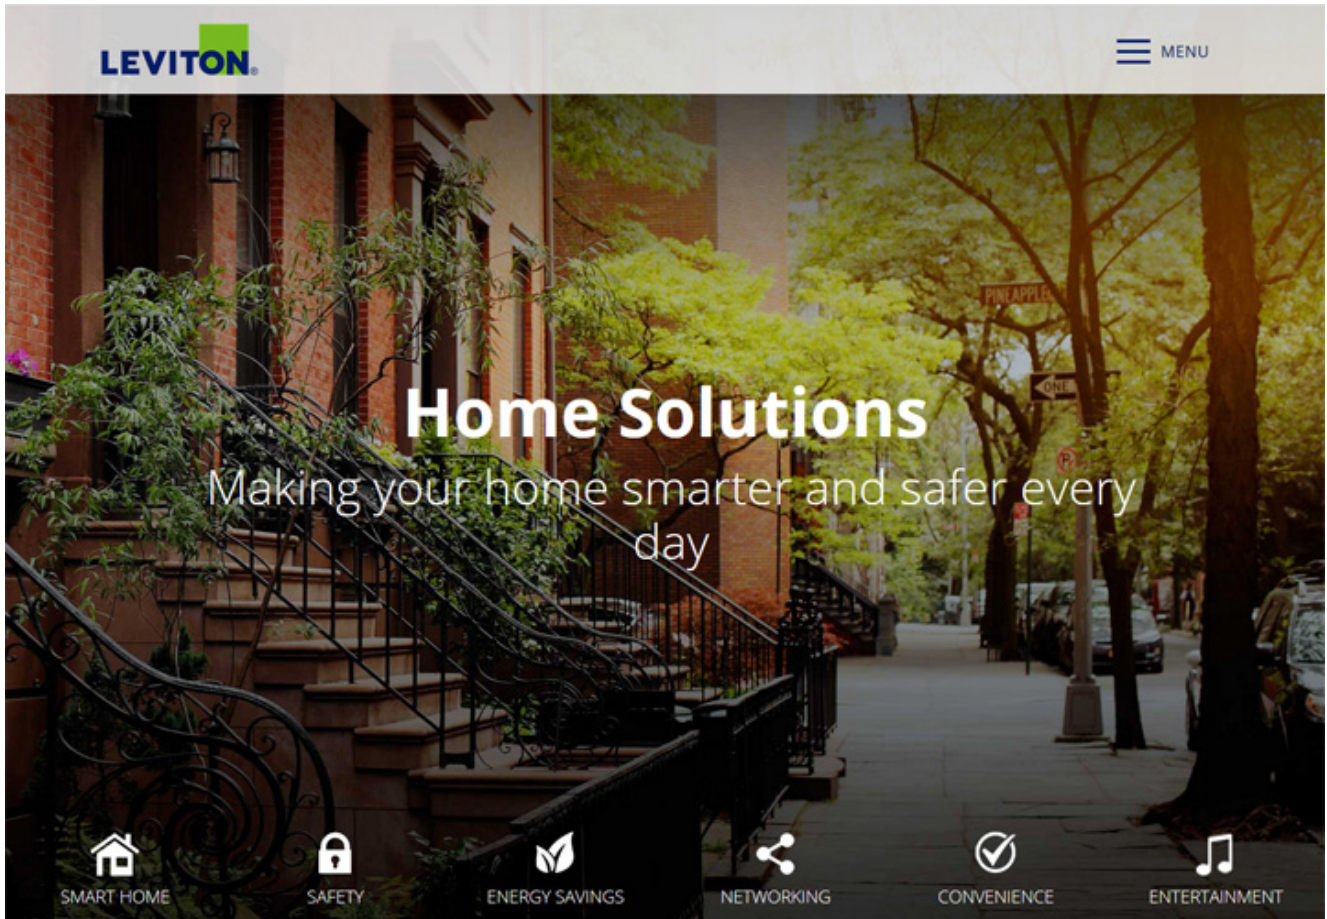 LEVITON®
MENU
PINEAPPLE
ONE
P
Home Solutions
Making your home smarter and safer every
day
SMART HOME
SAFETY
ENERGY SAVINGS
NETWORKING
CONVENIENCE
ENTERTAINMENT